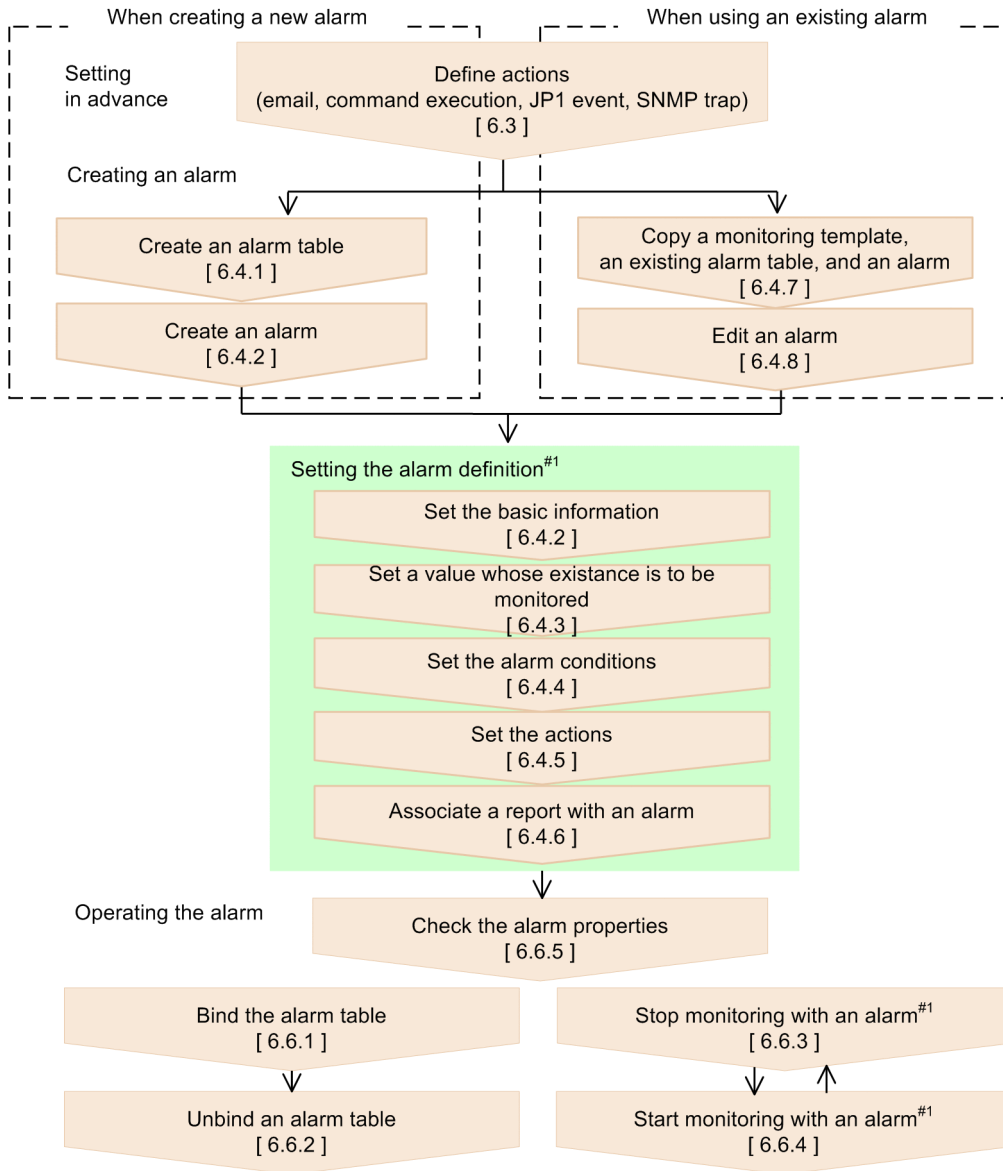 When creating a new alarm
When using an existing alarm
Setting
in advance
Define actions
(email, command execution, JP1 event, SNMP trap)
[ 6.3 ]
Creating an alarm
Create an alarm table
[ 6.4.1 ]
Create an alarm
[ 6.4.2 ]
Copy a monitoring template,
an existing alarm table, and an alarm
[ 6.4.7 ]
Edit an alarm
[ 6.4.8 ]
Setting the alarm definition#1
Set the basic information
[ 6.4.2 ]
Set a value whose existance is to be
monitored
[ 6.4.3 ]
Set the alarm conditions
[ 6.4.4 ]
Set the actions
[ 6.4.5 ]
Associate a report with an alarm
[ 6.4.6 ]
Operating the alarm
Check the alarm properties
[ 6.6.5 ]
Bind the alarm table
[ 6.6.1 ]
Unbind an alarm table
[ 6.6.2 ]
Stop monitoring with an alarm#1
[ 6.6.3 ]
Start monitoring with an alarm#1
[ 6.6.4 ]